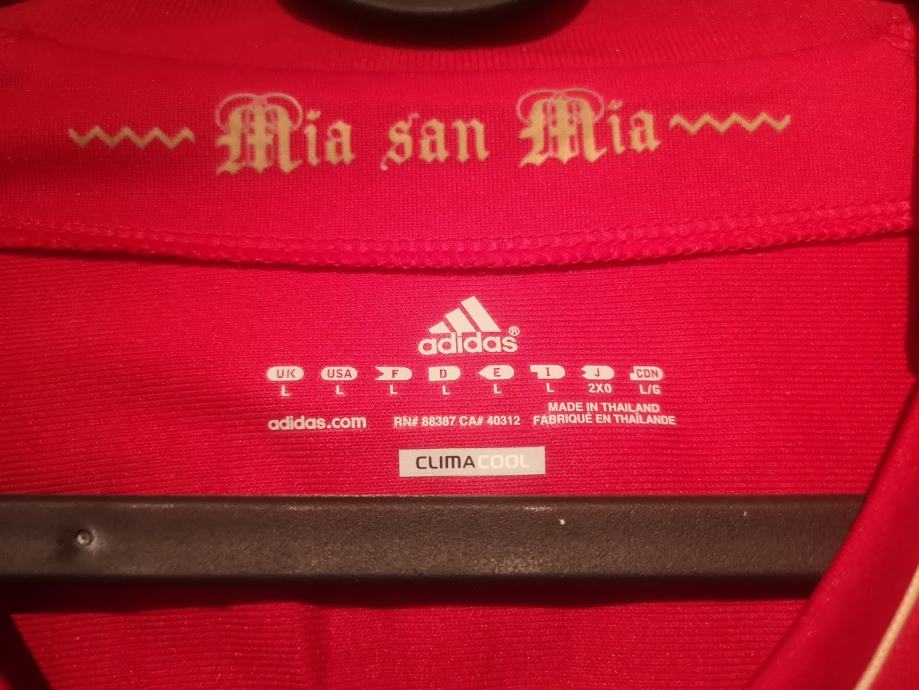 Mia san Mia
adidas®
UK USA F D E I J CDN
L L L L L L 2XO L/G
adidas.com RN# 88387 CA# 40312 MADE IN THAILAND FABRIQUÉ EN THAÏLANDE
CLIMACOOL